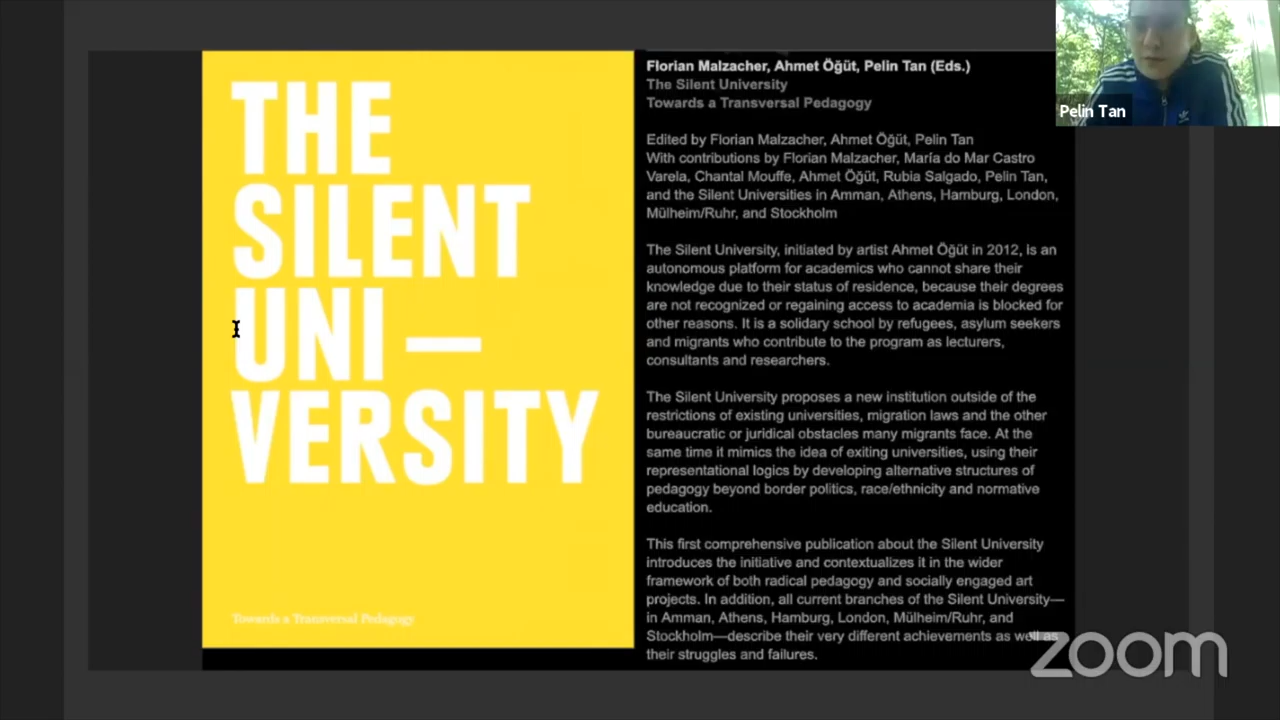 THE
SILENT
UNI —
VERSITY
Towards a Transversal Pedagogy
Florian Malzacher, Ahmet Öğüt, Pelin Tan (Eds.)
The Silent University
Towards a Transversal Pedagogy
Edited by Florian Malzacher, Ahmet Öğüt, Pelin Tan
With contributions by Florian Malzacher, María do Mar Castro
Varela, Chantal Mouffe, Ahmet Öğüt, Rubia Salgado, Pelin Tan,
and the Silent Universities in Amman, Athens, Hamburg, London,
Mülheim/Ruhr, and Stockholm
The Silent University, initiated by artist Ahmet Öğüt in 2012, is an
autonomous platform for academics who cannot share their
knowledge due to their status of residence, because their degrees
are not recognized or regaining access to academia is blocked for
other reasons. It is a solidary school by refugees, asylum seekers
and migrants who contribute to the program as lecturers,
consultants and researchers.
The Silent University proposes a new institution outside of the
restrictions of existing universities, migration laws and the other
bureaucratic or juridical obstacles many migrants face. At the
same time it mimics the idea of exiting universities, using their
representational logics by developing alternative structures of
pedagogy beyond border politics, race/ethnicity and normative
education.
This first comprehensive publication about the Silent University
introduces the initiative and contextualizes it in the wider
framework of both radical pedagogy and socially engaged art
projects. In addition, all current branches of the Silent University—
in Amman, Athens, Hamburg, London, Mülheim/Ruhr, and
Stockholm—describe their very different achievements as well as
their struggles and failures.
Pelin Tan
zoom